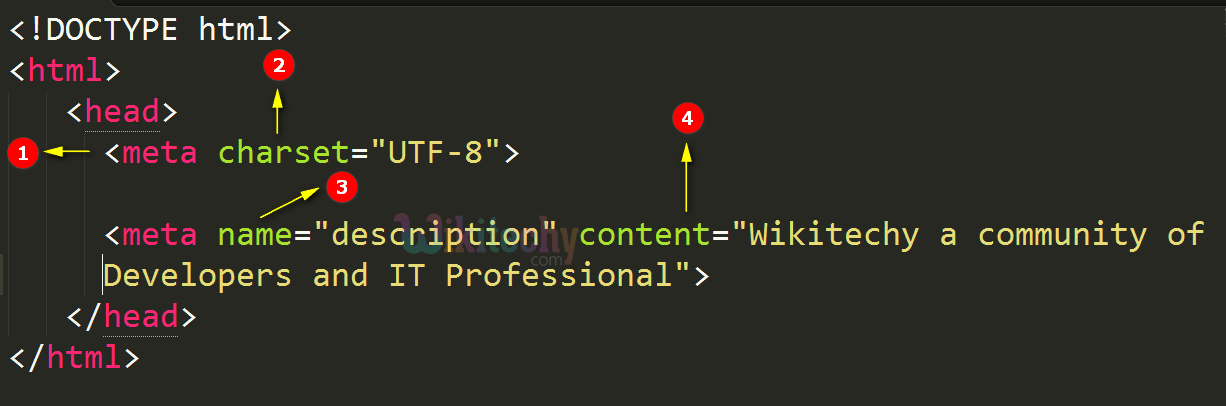 <!DOCTYPE html>
<html>
2
<head>
4
1
<meta charset="UTF-8">
3
<meta name="description" content="Wikitechy a community of
Wikitechy
.com
Developers and IT Professional">
</head>
</html>